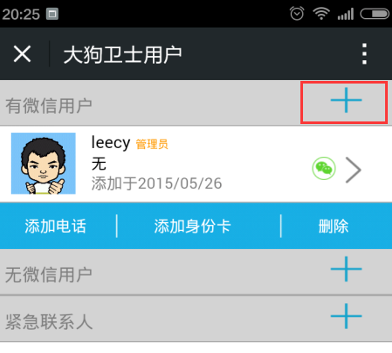 20:25
大狗卫士用户
有微信用户
leecy 管理员
无
添加于2015/05/26
添加电话 添加身份卡 删除
无微信用户
紧急联系人